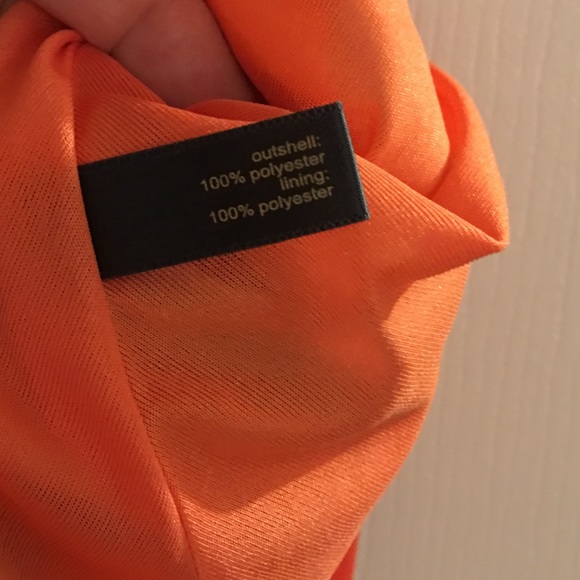 outshell:
100% polyester
lining:
100% polyester